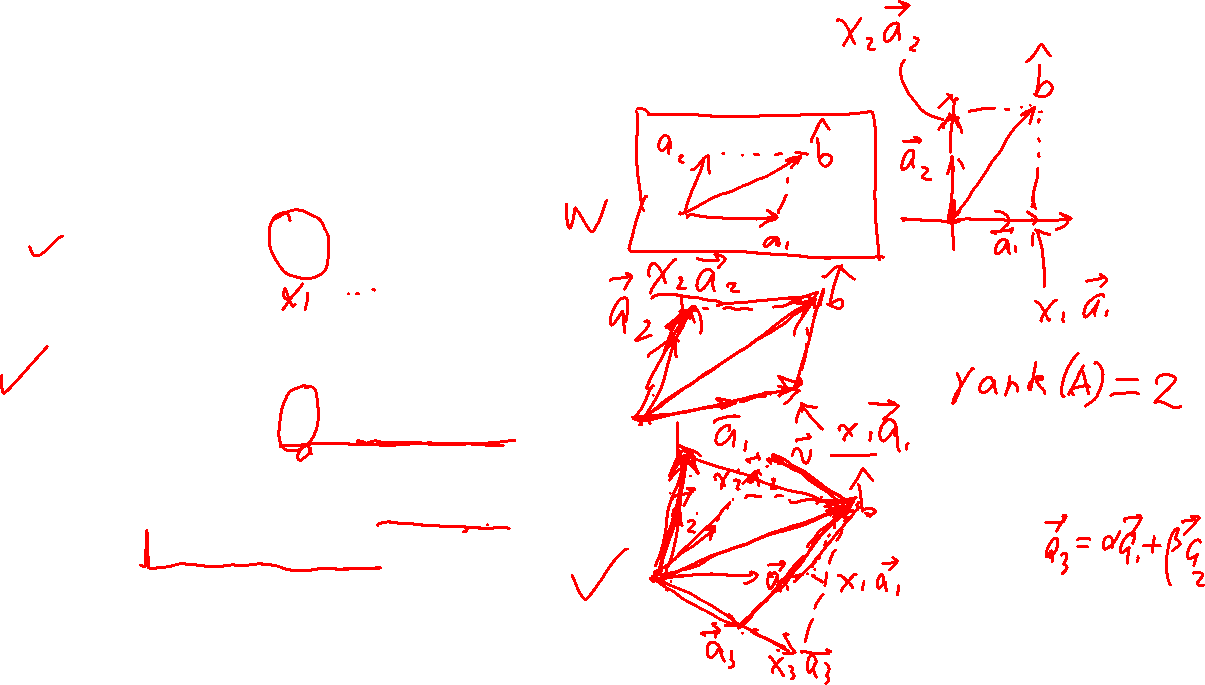 x₂a⃗₂
b̂
a₂
b̂
a⃗₂
W
a₁
a⃗₁
x₁ ...
x₂a⃗₂
a⃗₂
b̂
x₁ a⃗₁
rank(A)=2
a⃗₁
x₁a⃗₁
b̂
a⃗₃ = αa⃗₁ + βa⃗₂
x₁a⃗₁
a⃗₃
x₃a⃗₃